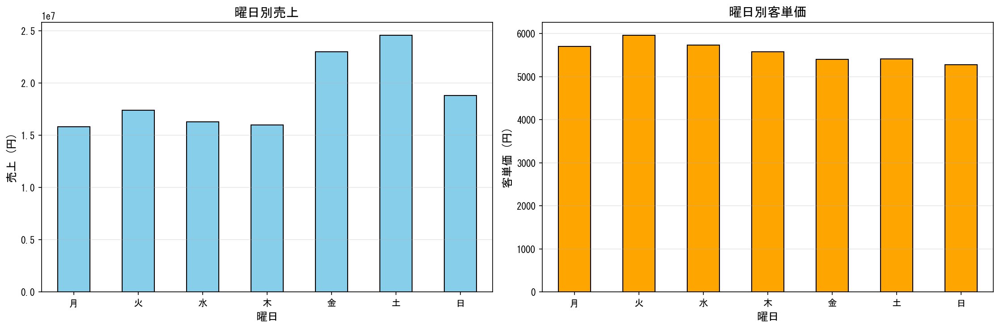 曜日別売上
1e7
2.5
2.0
1.5
1.0
0.5
0.0
売上 (円)
月 火 水 木 金 土 日
曜日
曜日別客単価
6000
5000
4000
3000
2000
1000
0
客単価 (円)
月 火 水 木 金 土 日
曜日